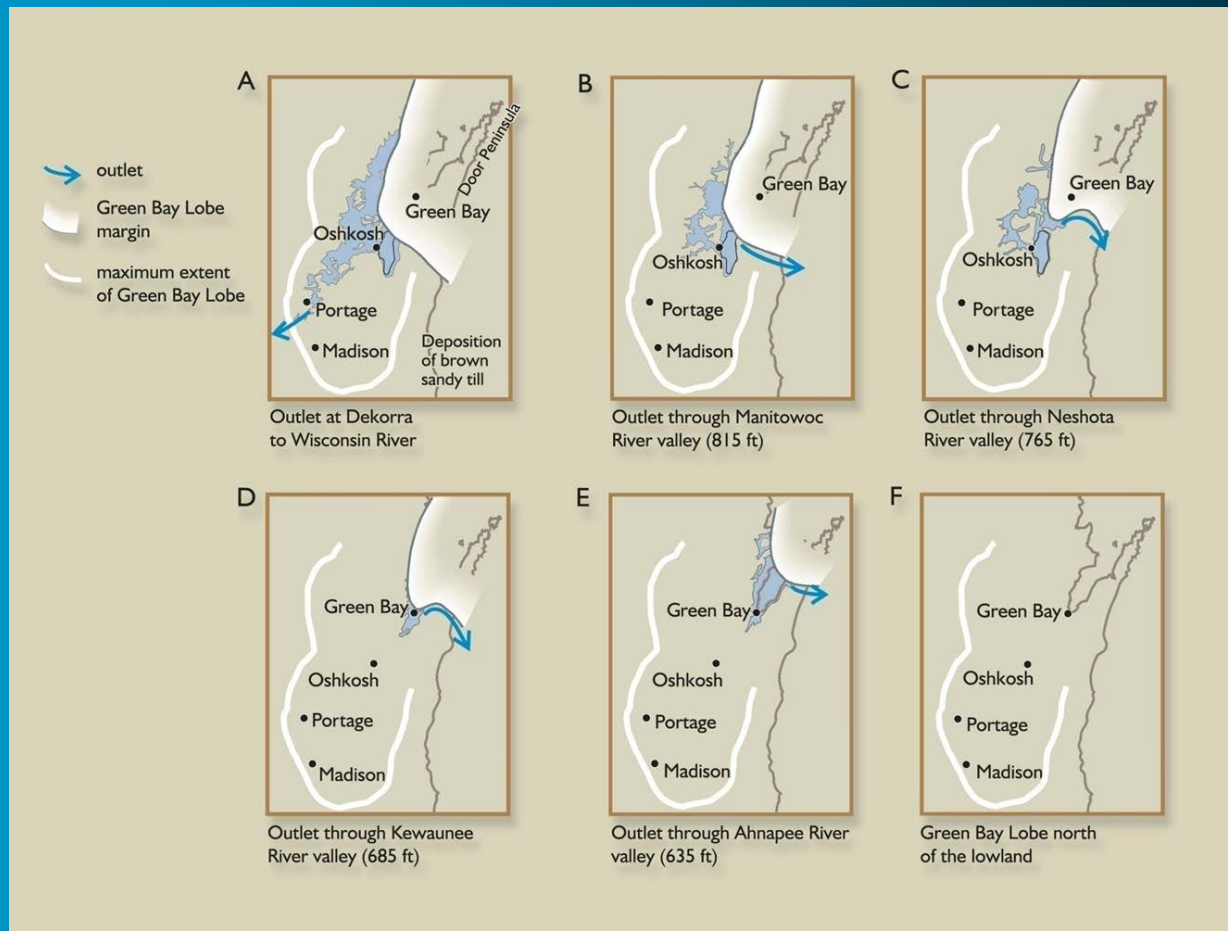 outlet
Green Bay Lobe
margin
maximum extent
of Green Bay Lobe
A
Door Peninsula
Green Bay
Oshkosh
Portage
Madison
Deposition
of brown
sandy till
Outlet at Dekorra
to Wisconsin River
B
Green Bay
Oshkosh
Portage
Madison
Outlet through Manitowoc
River valley (815 ft)
C
Green Bay
Oshkosh
Portage
Madison
Outlet through Neshota
River valley (765 ft)
D
Green Bay
Oshkosh
Portage
Madison
Outlet through Kewaunee
River valley (685 ft)
E
Green Bay
Oshkosh
Portage
Madison
Outlet through Ahnapee River
valley (635 ft)
F
Green Bay
Oshkosh
Portage
Madison
Green Bay Lobe north
of the lowland